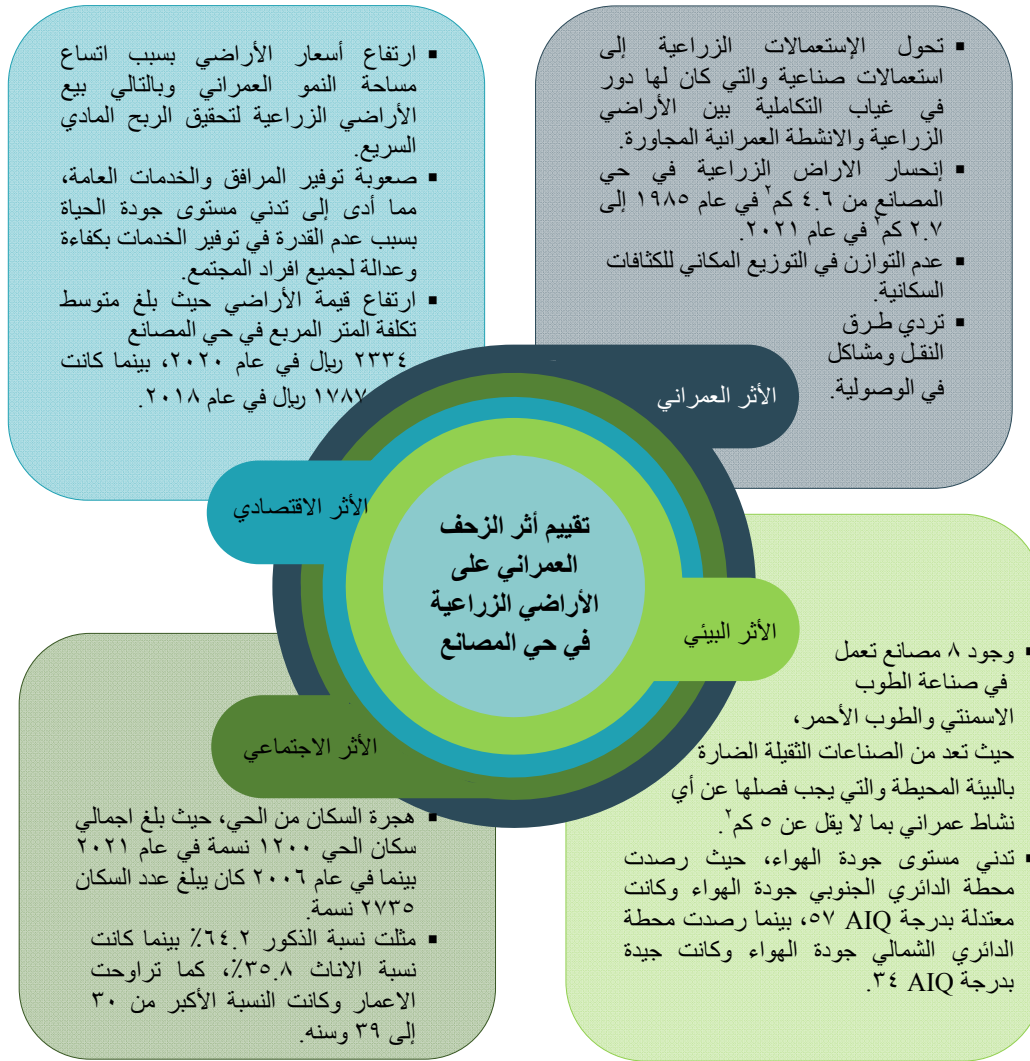 تقييم أثر الزحف
العمراني على
الأراضي الزراعية
في حي المصانع
الأثر العمراني
▪ تحول الإستعمالات الزراعية إلى
استعمالات صناعية والتي كان لها دور
في غياب التكاملية بين الأراضي
الزراعية والانشطة العمرانية المجاورة.
▪ إنحسار الاراض الزراعية في حي
المصانع من ٤.٦ كم٢ في عام ١٩٨٥ إلى
٢.٧ كم٢ في عام ٢٠٢١.
▪ عدم التوازن في التوزيع المكاني للكثافات
السكانية.
▪ تردي طرق
النقل ومشاكل
في الوصولية.
الأثر الاقتصادي
▪ ارتفاع أسعار الأراضي بسبب اتساع
مساحة النمو العمراني وبالتالي بيع
الأراضي الزراعية لتحقيق الربح المادي
السريع.
▪ صعوبة توفير المرافق والخدمات العامة،
مما أدى إلى تدني مستوى جودة الحياة
بسبب عدم القدرة في توفير الخدمات بكفاءة
وعدالة لجميع افراد المجتمع.
▪ ارتفاع قيمة الأراضي حيث بلغ متوسط
تكلفة المتر المربع في حي المصانع
٢٣٣٤ ريال في عام ٢٠٢٠، بينما كانت
١٧٨٧ ريال في عام ٢٠١٨.
الأثر البيئي
▪ وجود ٨ مصانع تعمل
في صناعة الطوب
الاسمنتي والطوب الأحمر،
حيث تعد من الصناعات الثقيلة الضارة
بالبيئة المحيطة والتي يجب فصلها عن أي
نشاط عمراني بما لا يقل عن ٥ كم٢.
▪ تدني مستوى جودة الهواء، حيث رصدت
محطة الدائري الجنوبي جودة الهواء وكانت
معتدلة بدرجة AIQ ٥٧، بينما رصدت محطة
الدائري الشمالي جودة الهواء وكانت جيدة
بدرجة AIQ ٣٤.
الأثر الاجتماعي
▪ هجرة السكان من الحي، حيث بلغ اجمالي
سكان الحي ١٢٠٠ نسمة في عام ٢٠٢١
بينما في عام ٢٠٠٦ كان يبلغ عدد السكان
٢٧٣٥ نسمة.
▪ مثلت نسبة الذكور ٦٤.٢٪ بينما كانت
نسبة الاناث ٣٥.٨٪، كما تراوحت
الاعمار وكانت النسبة الأكبر من ٣٠
إلى ٣٩ وسنه.